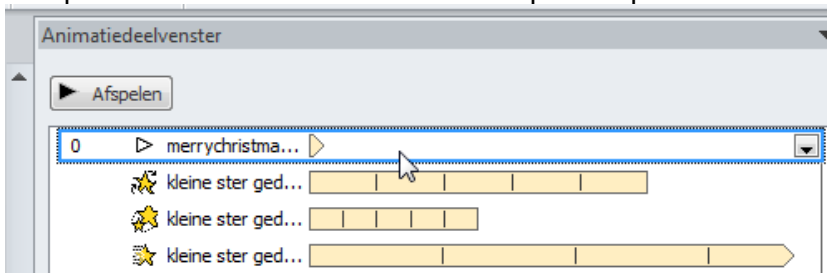 Animatiedeelvenster
Afspelen
0 merrychristma...
kleine ster ged...
kleine ster ged...
kleine ster ged...